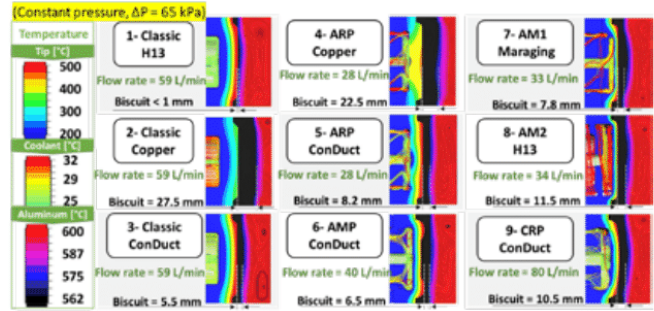 (Constant pressure, ΔP = 65 kPa)
Temperature
Tip [°C]
500
400
300
200
Coolant [°C]
32
29
25
Aluminum [°C]
600
587
575
562
1- Classic
H13
Flow rate = 59 L/min
Biscuit < 1 mm
2- Classic
Copper
Flow rate = 59 L/min
Biscuit = 27.5 mm
3- Classic
ConDuct
Flow rate = 59 L/min
Biscuit = 5.5 mm
4- ARP
Copper
Flow rate = 28 L/min
Biscuit = 22.5 mm
5- ARP
ConDuct
Flow rate = 28 L/min
Biscuit = 8.2 mm
6- AMP
ConDuct
Flow rate = 40 L/min
Biscuit = 6.5 mm
7- AM1
Maraging
Flow rate = 33 L/min
Biscuit = 7.8 mm
8- AM2
H13
Flow rate = 34 L/min
Biscuit = 11.5 mm
9- CRP
ConDuct
Flow rate = 80 L/min
Biscuit = 10.5 mm